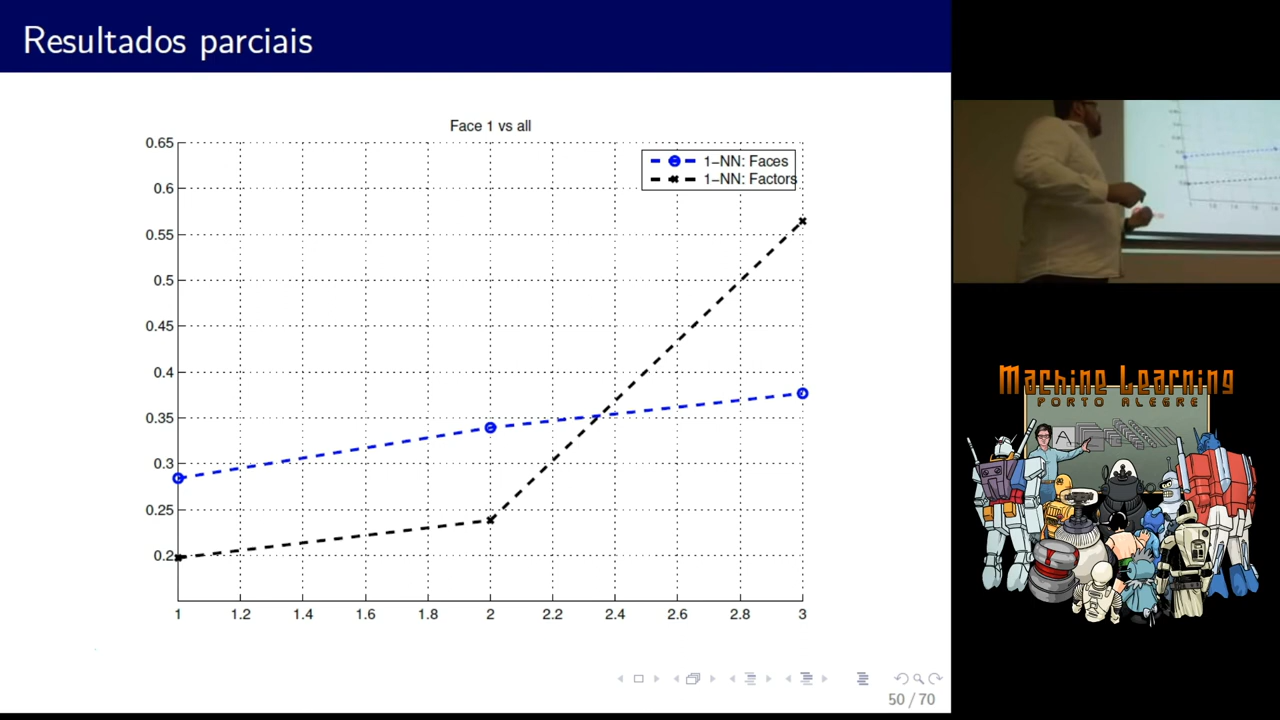 Resultados parciais
Face 1 vs all
1−NN: Faces
1−NN: Factors
0.65
0.6
0.55
0.5
0.45
0.4
0.35
0.3
0.25
0.2
1 1.2 1.4 1.6 1.8 2 2.2 2.4 2.6 2.8 3
50 / 70
Machine Learning
PORTO ALEGRE
A